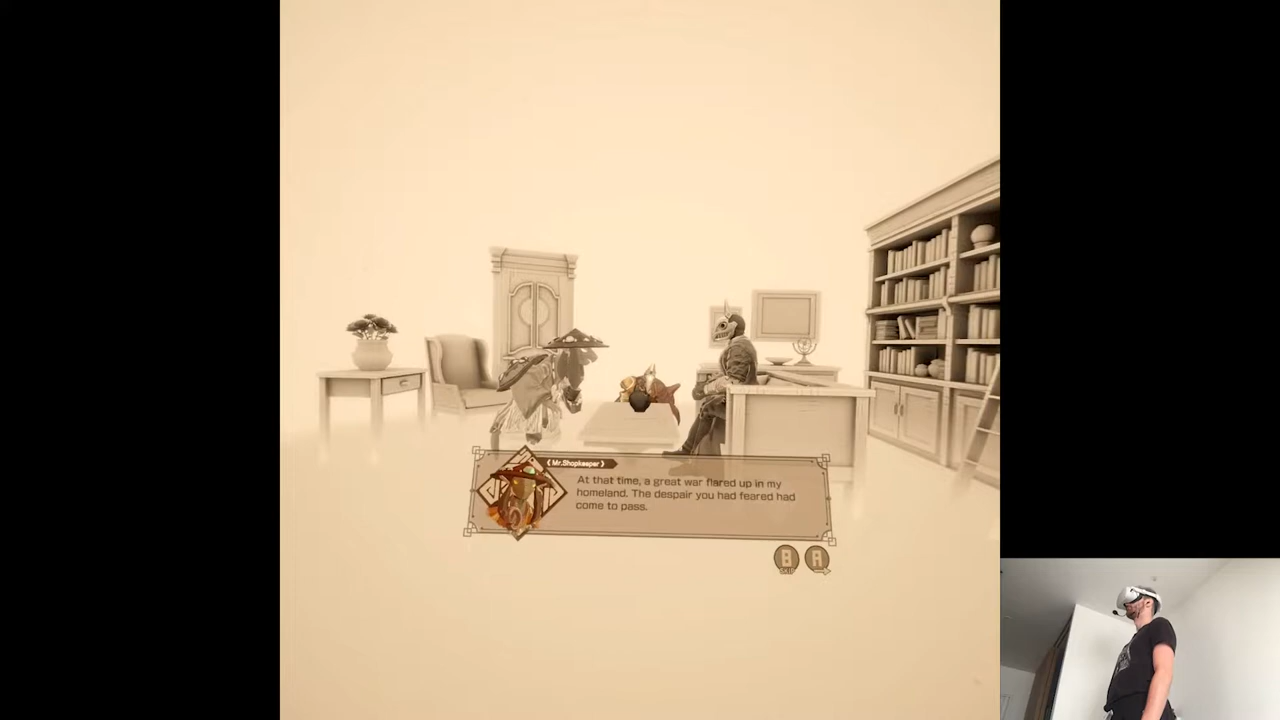 《 Mr.Shopkeeper 》
At that time, a great war flared up in my
homeland. The despair you had feared had
come to pass.
B A
SKIP